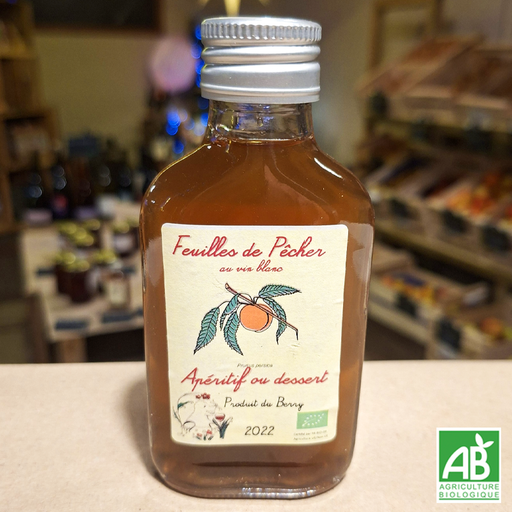 Feuilles de Pêcher
au vin blanc
Apéritif ou dessert
Produit du Berry
2022
AB
AGRICULTURE
BIOLOGIQUE